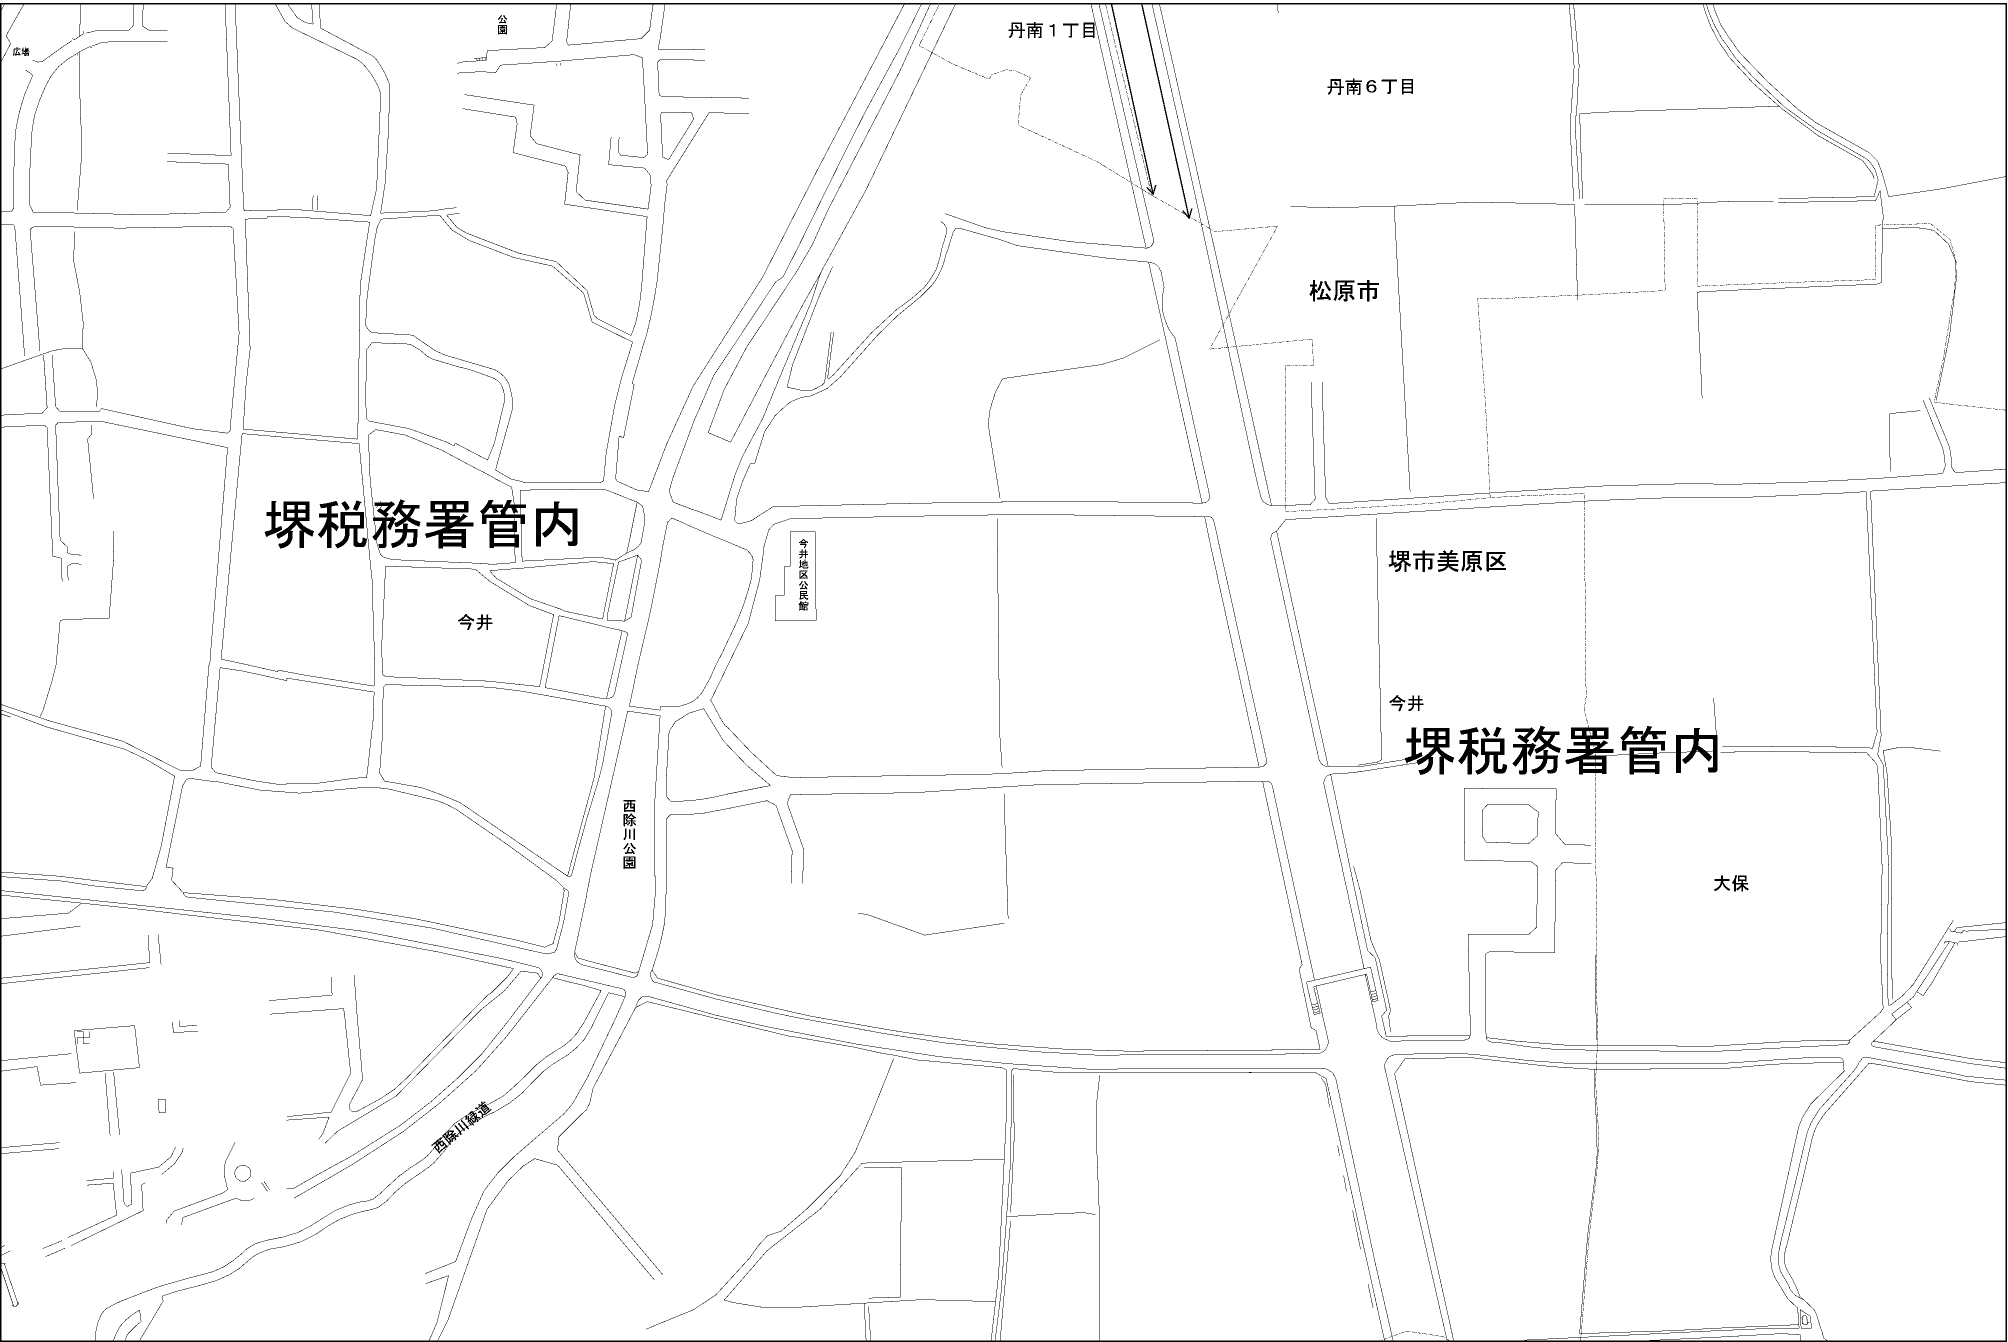 公園
丹南１丁目
広場
丹南６丁目
松原市
堺税務署管内
今井地区公民館
堺市美原区
今井
今井
堺税務署管内
西除川公園
大保
西除川緑道